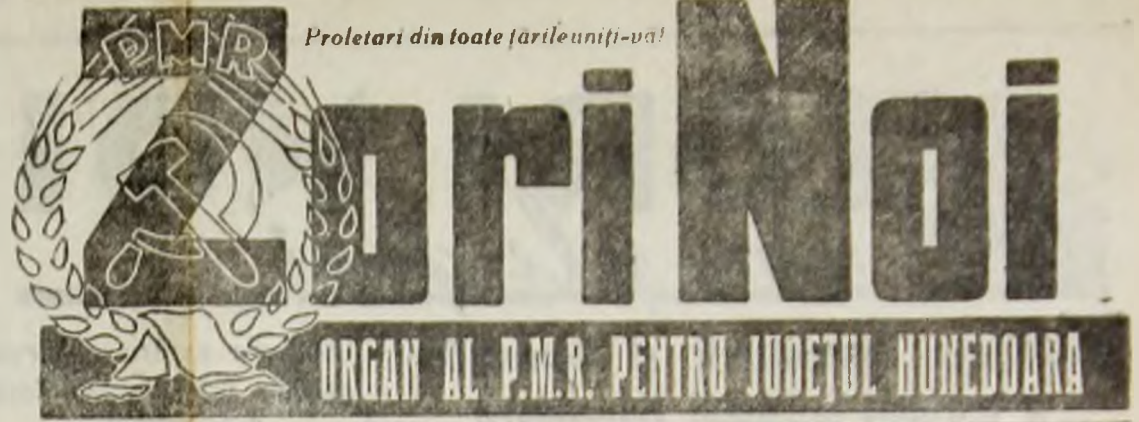 Proletari din toate țările uniți-vă!
PMR
Zori Noi
ORGAN AL P.M.R. PENTRU JUDEȚUL HUNEDOARA